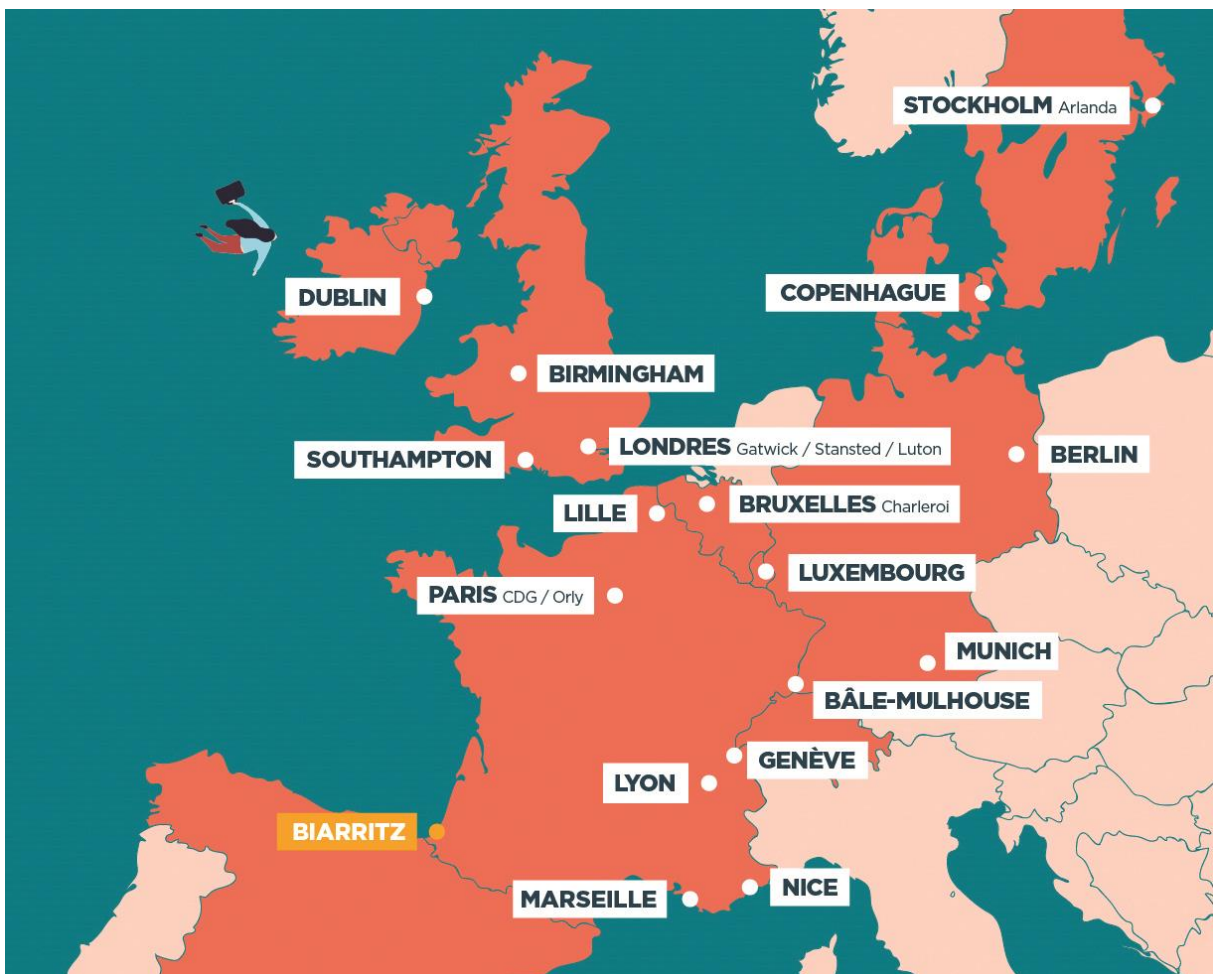 STOCKHOLM Arlanda
DUBLIN
COPENHAGUE
BIRMINGHAM
SOUTHAMPTON
LONDRES Gatwick / Stansted / Luton
BERLIN
LILLE
BRUXELLES Charleroi
LUXEMBOURG
PARIS CDG / Orly
MUNICH
BÂLE-MULHOUSE
GENÈVE
LYON
BIARRITZ
MARSEILLE
NICE